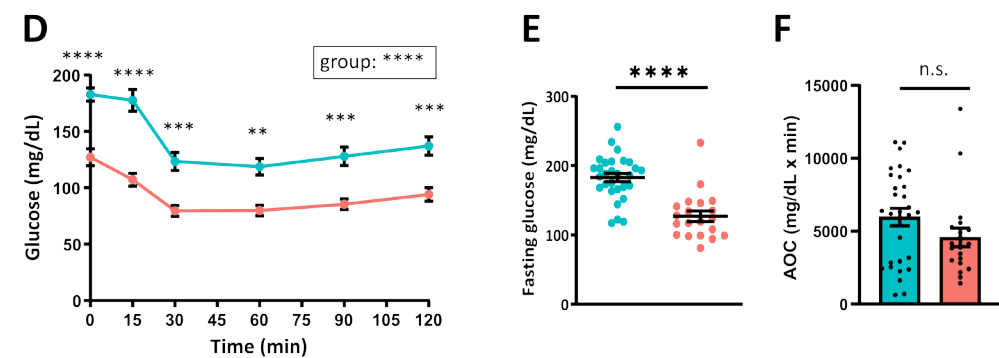 D
group: ****
****
****
***
**
***
***
Glucose (mg/dL)
200
150
100
50
0
0 15 30 45 60 75 90 105 120
Time (min)
E
****
Fasting glucose (mg/dL)
300
200
100
0
F
n.s.
AOC (mg/dL x min)
15000
10000
5000
0